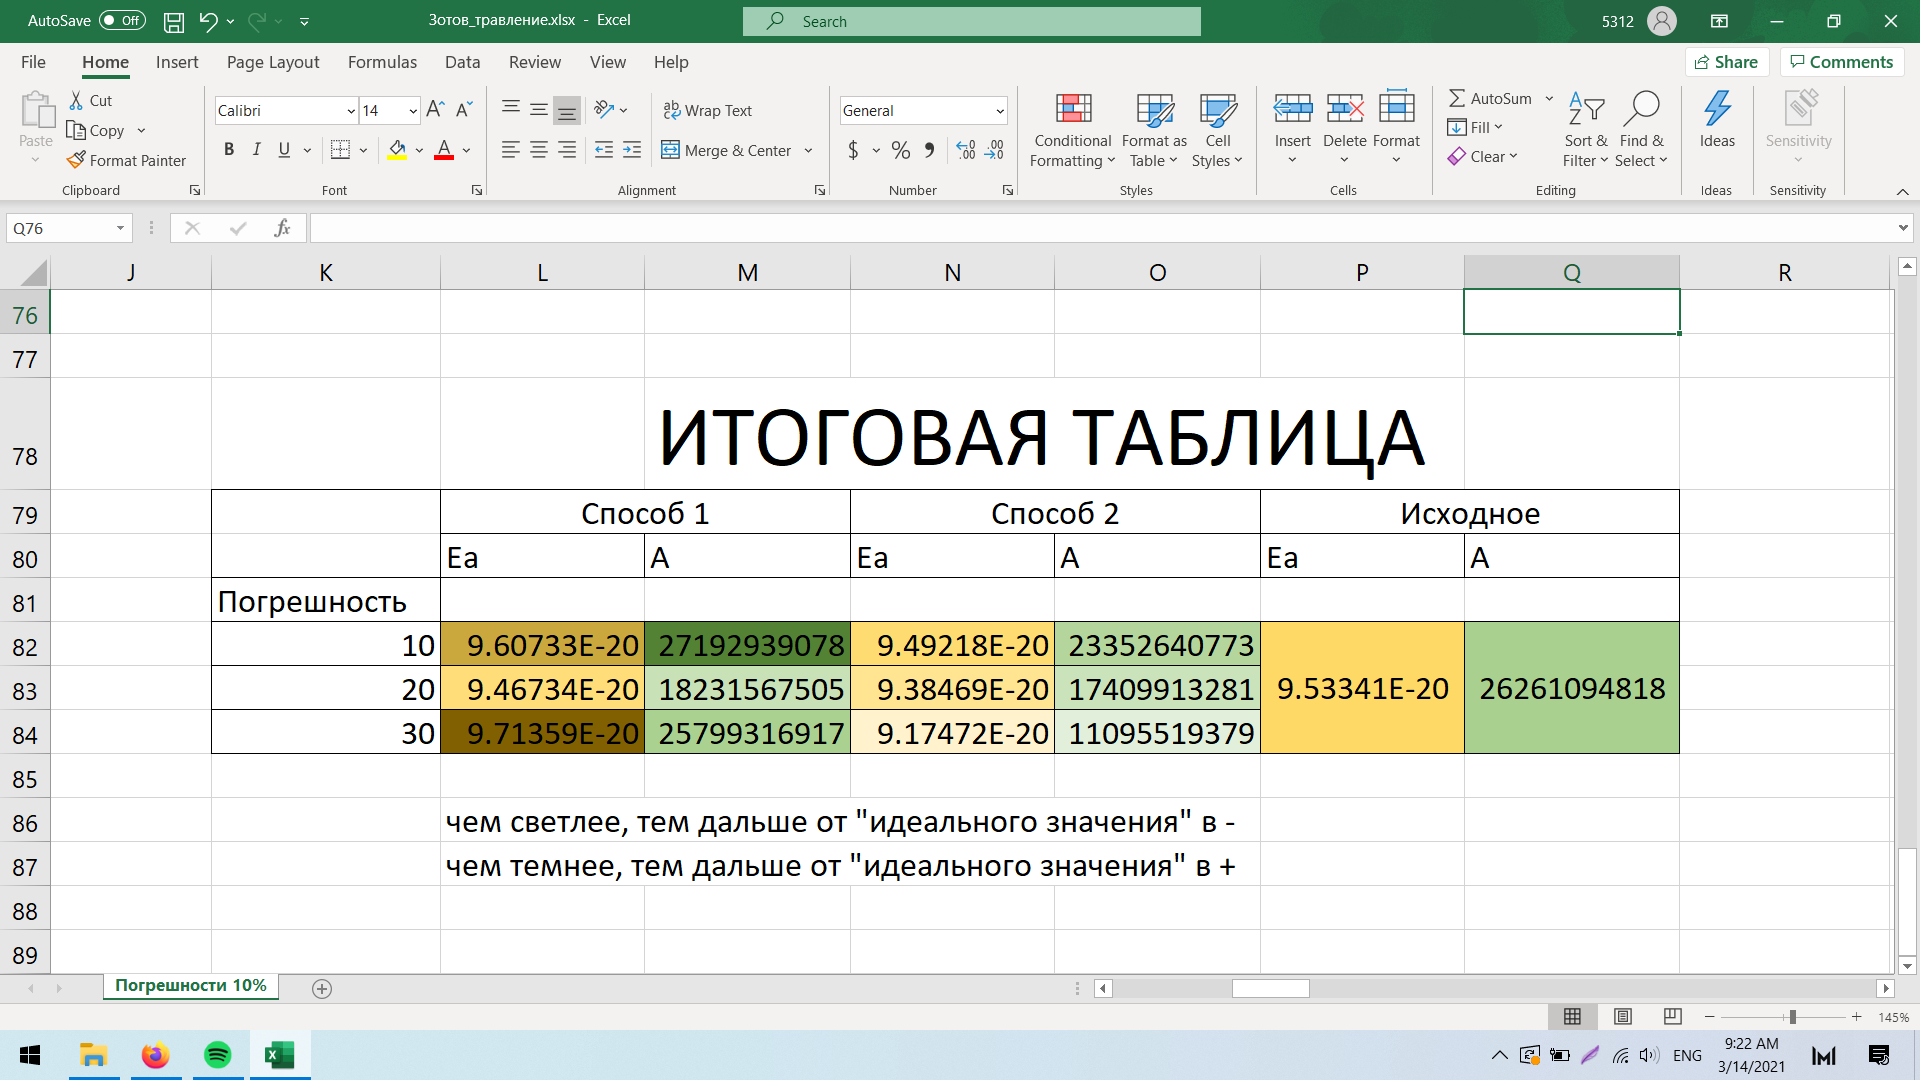 AutoSave Off Зотов_травление.xlsx - Excel Search 5312
File Home Insert Page Layout Formulas Data Review View Help Share Comments
Paste Cut Copy Format Painter Clipboard
Calibri 14 A A B I U A Font
ab Wrap Text Merge & Center Alignment
General $ % 9 Number
Conditional Formatting Format as Table Cell Styles Styles
Insert Delete Format Cells
AutoSum Fill Clear Sort & Filter Find & Select Editing
Ideas Ideas
Sensitivity Sensitivity
Q76 fx
J K L M N O P Q R
76
77
78 ИТОГОВАЯ ТАБЛИЦА
79 Способ 1 Способ 2 Исходное
80 Ea A Ea A Ea A
81 Погрешность
82 10 9.60733E-20 27192939078 9.49218E-20 23352640773
83 20 9.46734E-20 18231567505 9.38469E-20 17409913281 9.53341E-20 26261094818
84 30 9.71359E-20 25799316917 9.17472E-20 11095519379
85
86 чем светлее, тем дальше от "идеального значения" в -
87 чем темнее, тем дальше от "идеального значения" в +
88
89
Погрешности 10%
145%
ENG 9:22 AM
3/14/2021